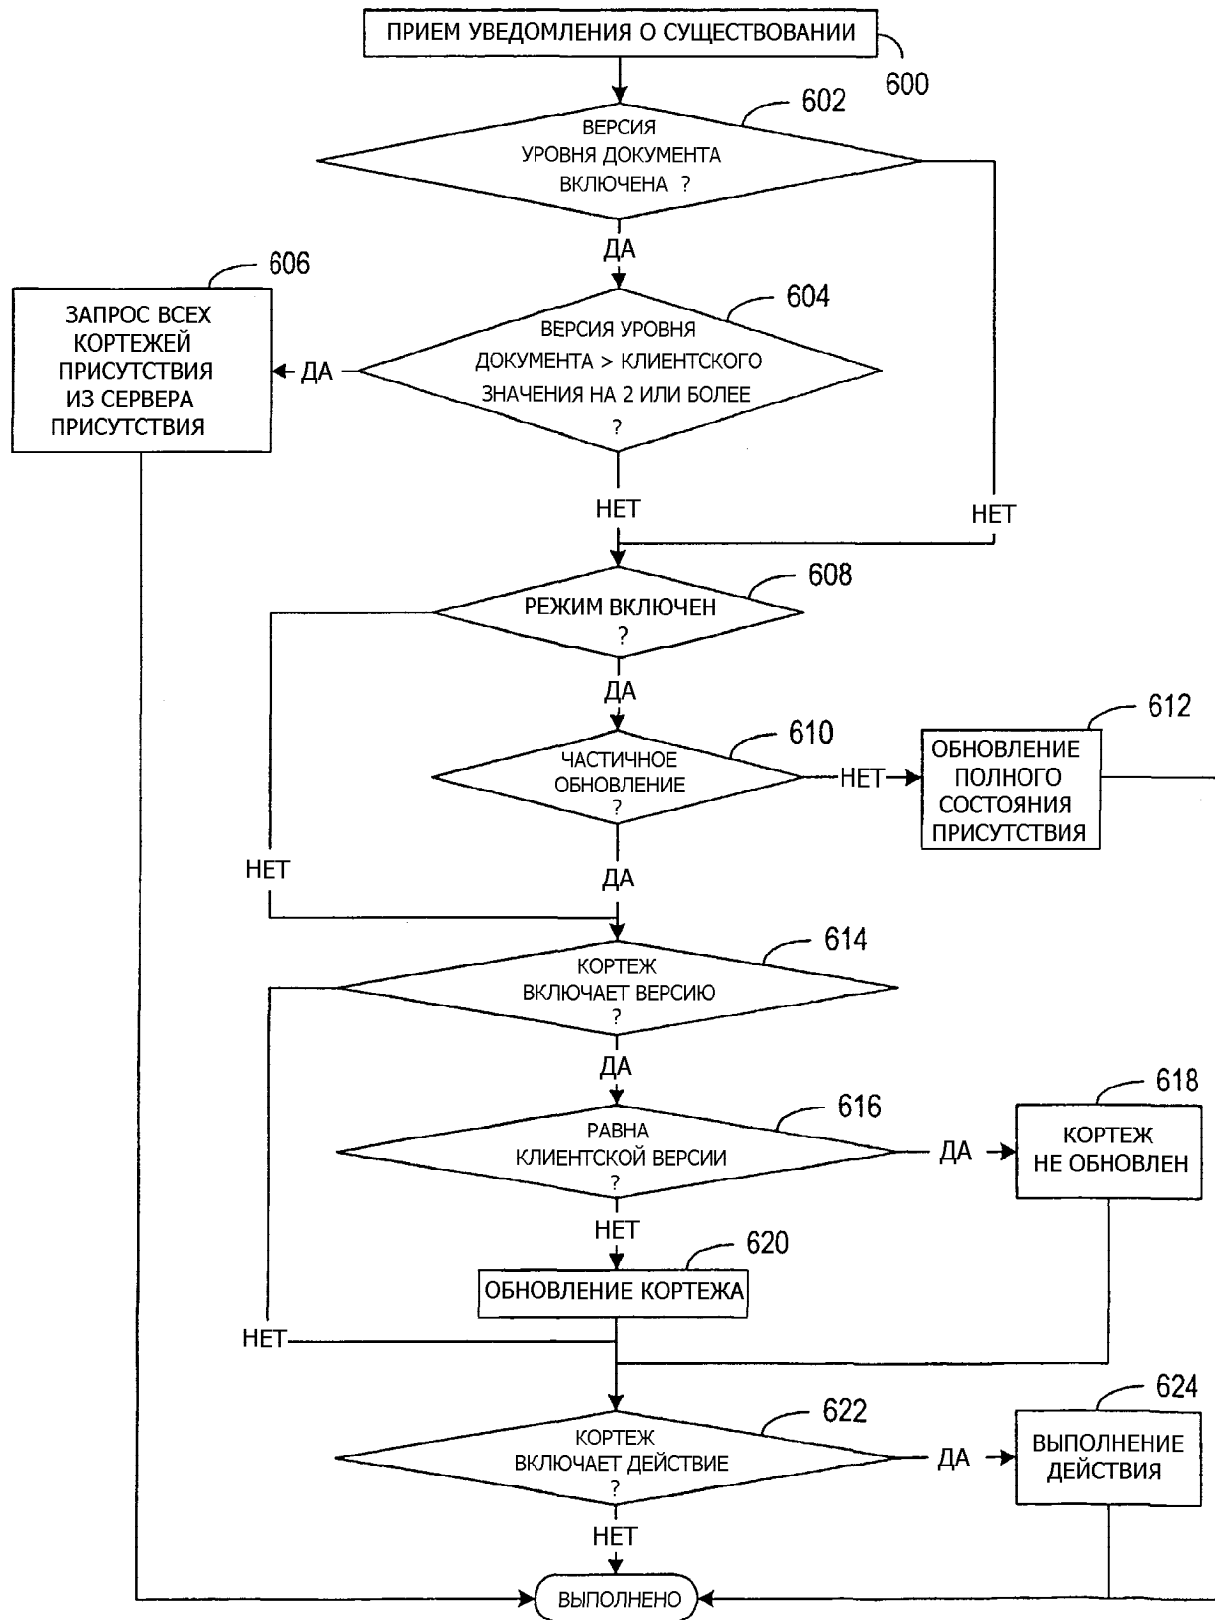 ПРИЕМ УВЕДОМЛЕНИЯ О СУЩЕСТВОВАНИИ
600
602
ВЕРСИЯ
УРОВНЯ ДОКУМЕНТА
ВКЛЮЧЕНА ?
ДА
606
ЗАПРОС ВСЕХ
КОРТЕЖЕЙ
ПРИСУТСТВИЯ
ИЗ СЕРВЕРА
ПРИСУТСТВИЯ
ДА
604
ВЕРСИЯ УРОВНЯ
ДОКУМЕНТА > КЛИЕНТСКОГО
ЗНАЧЕНИЯ НА 2 ИЛИ БОЛЕЕ
?
НЕТ
НЕТ
608
РЕЖИМ ВКЛЮЧЕН
?
ДА
610
ЧАСТИЧНОЕ
ОБНОВЛЕНИЕ
?
НЕТ
612
ОБНОВЛЕНИЕ
ПОЛНОГО
СОСТОЯНИЯ
ПРИСУТСТВИЯ
НЕТ
ДА
614
КОРТЕЖ
ВКЛЮЧАЕТ ВЕРСИЮ
?
ДА
616
РАВНА
КЛИЕНТСКОЙ ВЕРСИИ
?
ДА
618
КОРТЕЖ
НЕ ОБНОВЛЕН
НЕТ
620
ОБНОВЛЕНИЕ КОРТЕЖА
НЕТ
622
КОРТЕЖ
ВКЛЮЧАЕТ ДЕЙСТВИЕ
?
ДА
624
ВЫПОЛНЕНИЕ
ДЕЙСТВИЯ
НЕТ
ВЫПОЛНЕНО